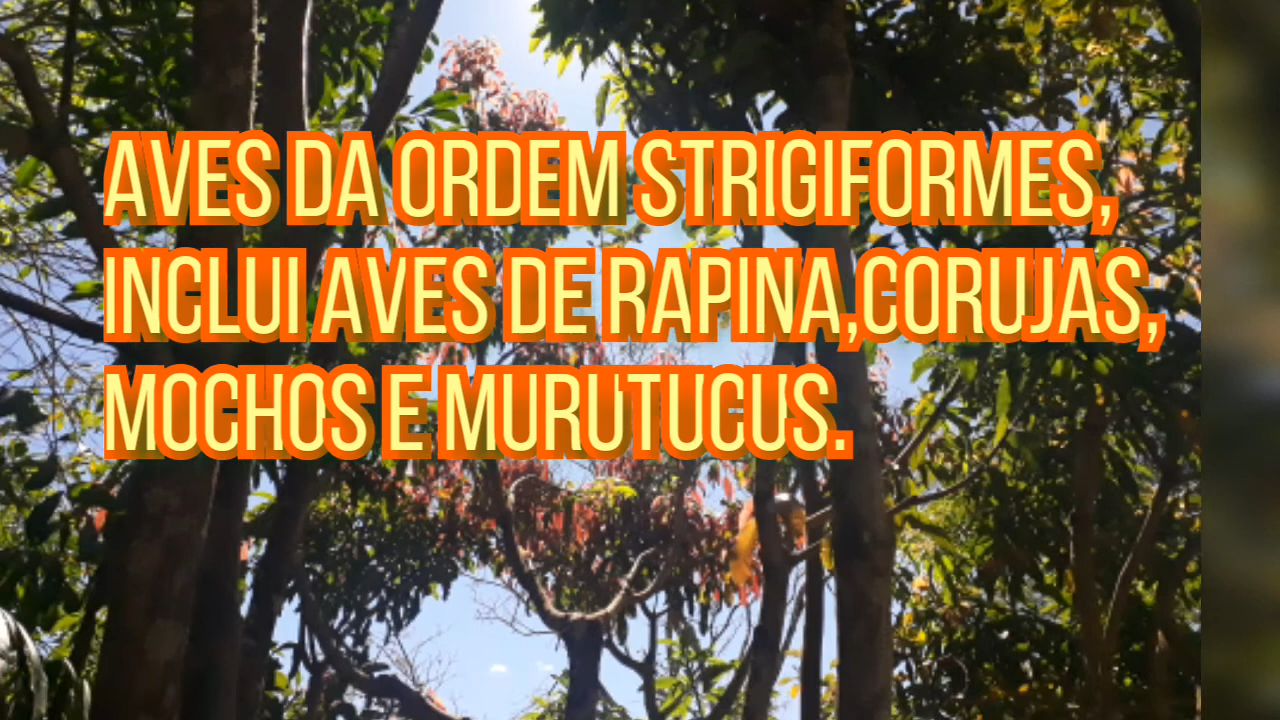 AVES DA ORDEM STRIGIFORMES,
INCLUI AVES DE RAPINA,CORUJAS,
MOCHOS E MURUTUCUS.